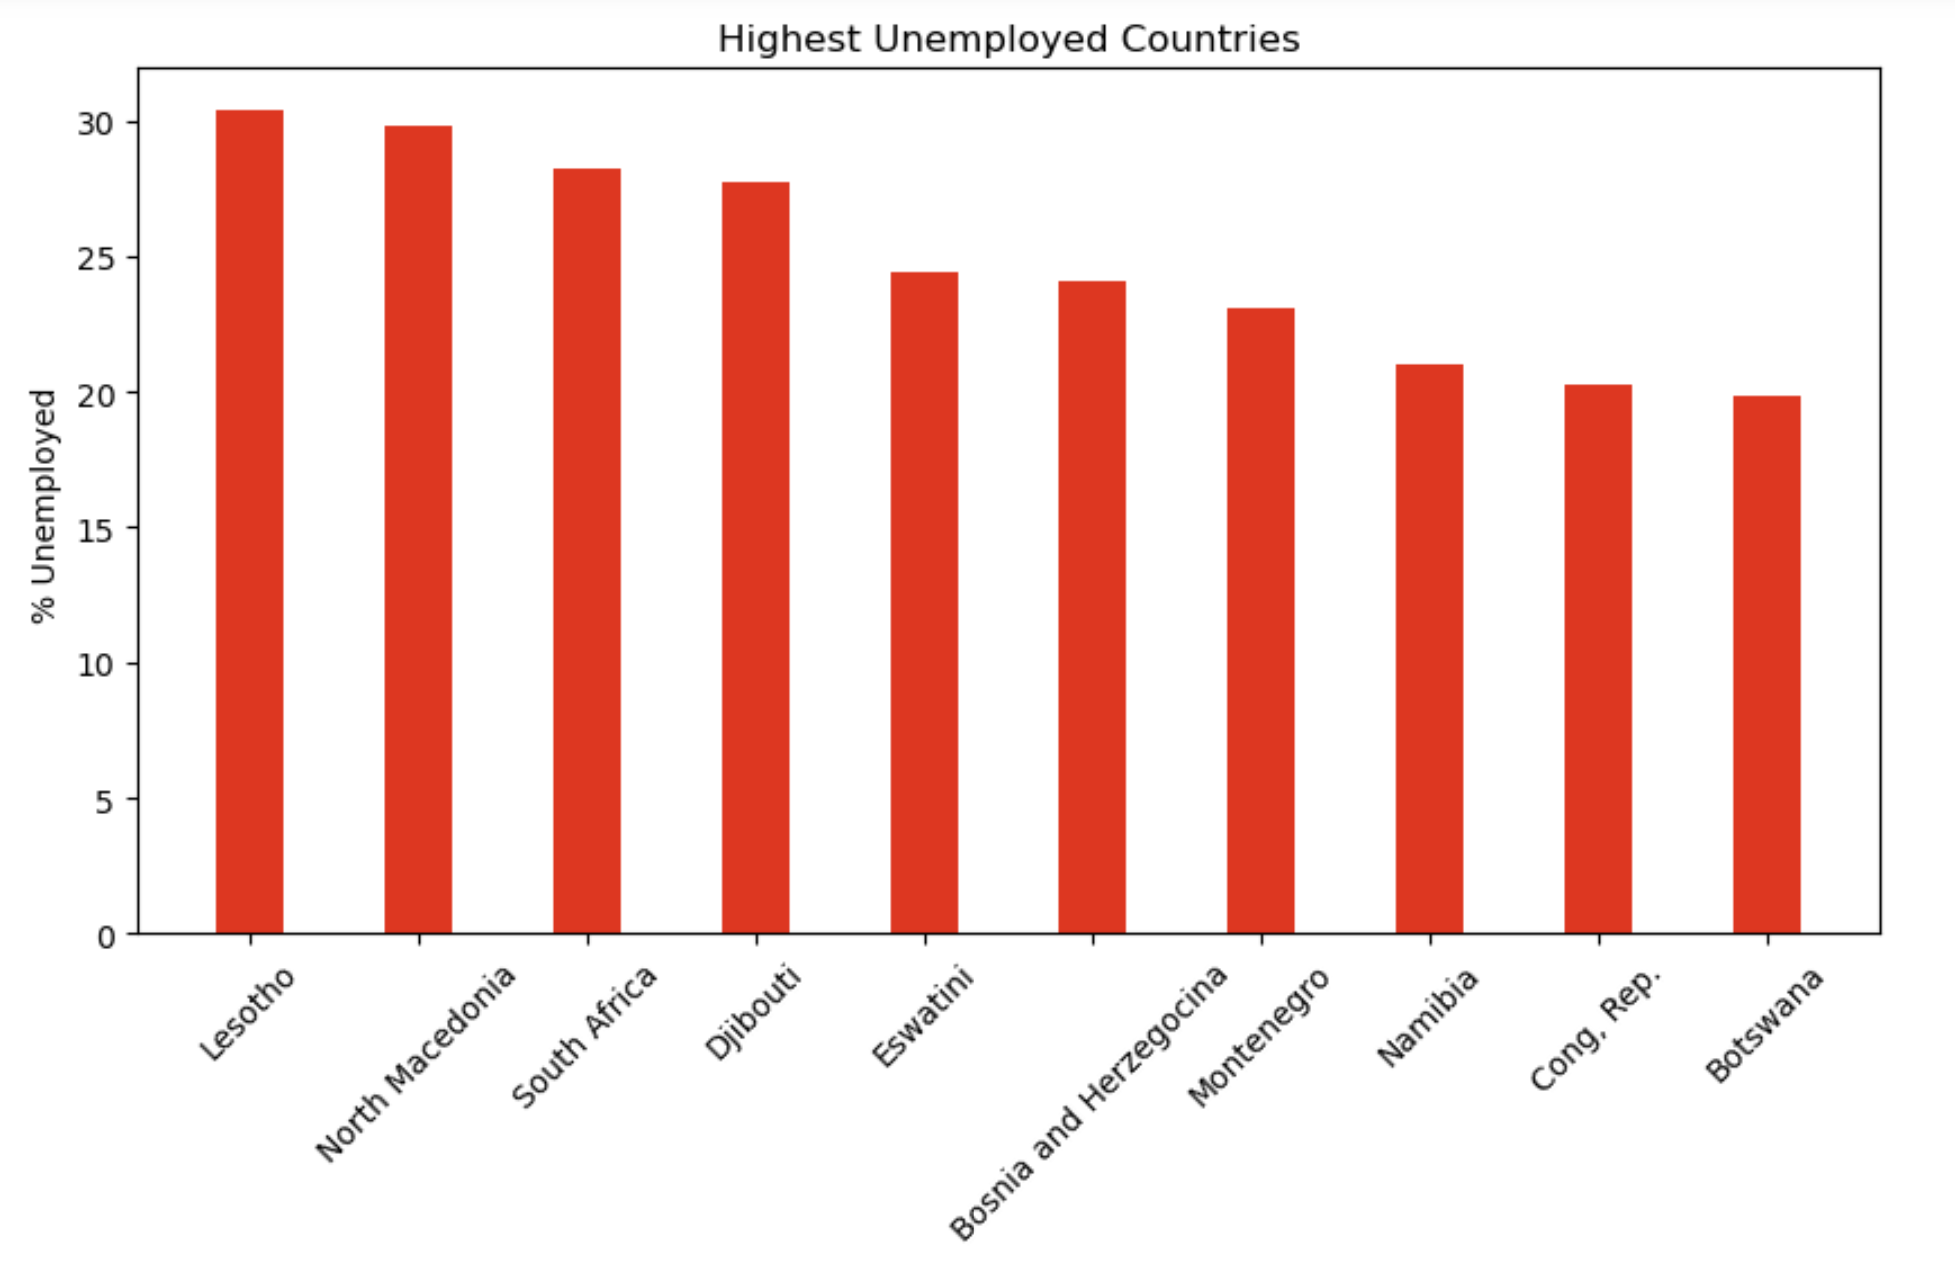 Highest Unemployed Countries
% Unemployed
30
25
20
15
10
5
0
Lesotho
North Macedonia
South Africa
Djibouti
Eswatini
Bosnia and Herzegocina
Montenegro
Namibia
Cong, Rep.
Botswana